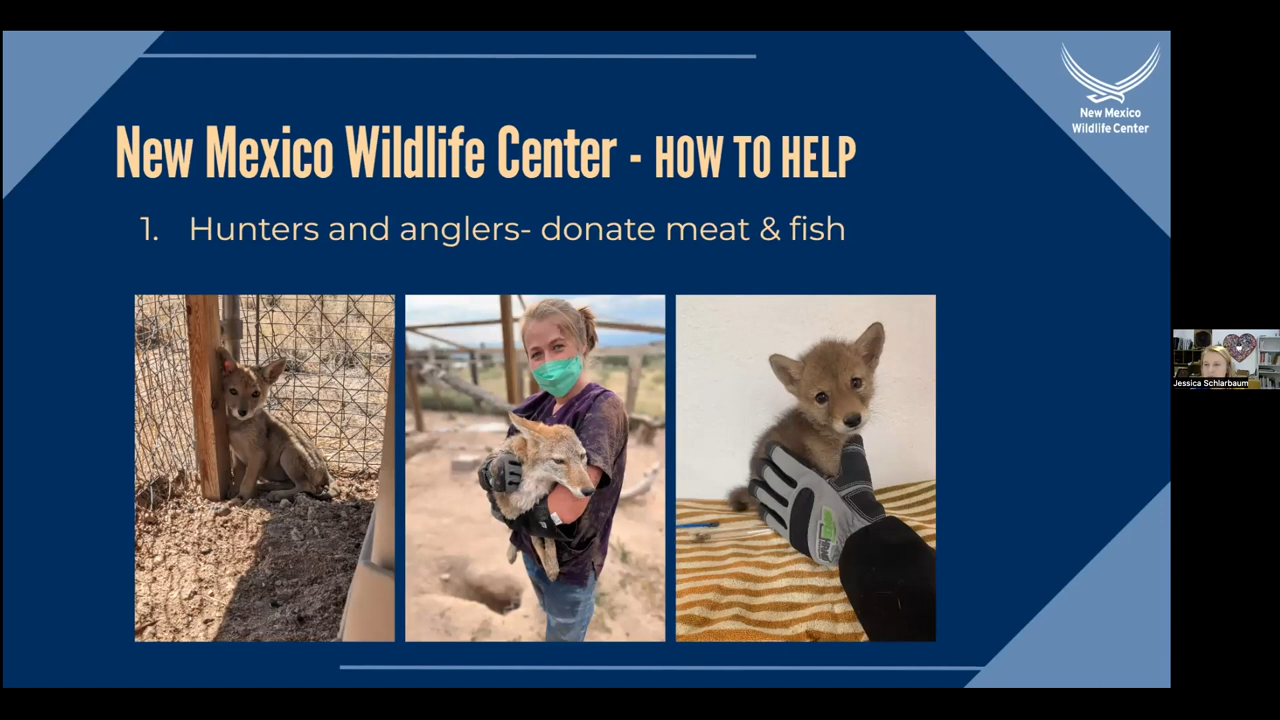 New Mexico
Wildlife Center
New Mexico Wildlife Center - HOW TO HELP
1. Hunters and anglers- donate meat & fish
Jessica Schlarbaum